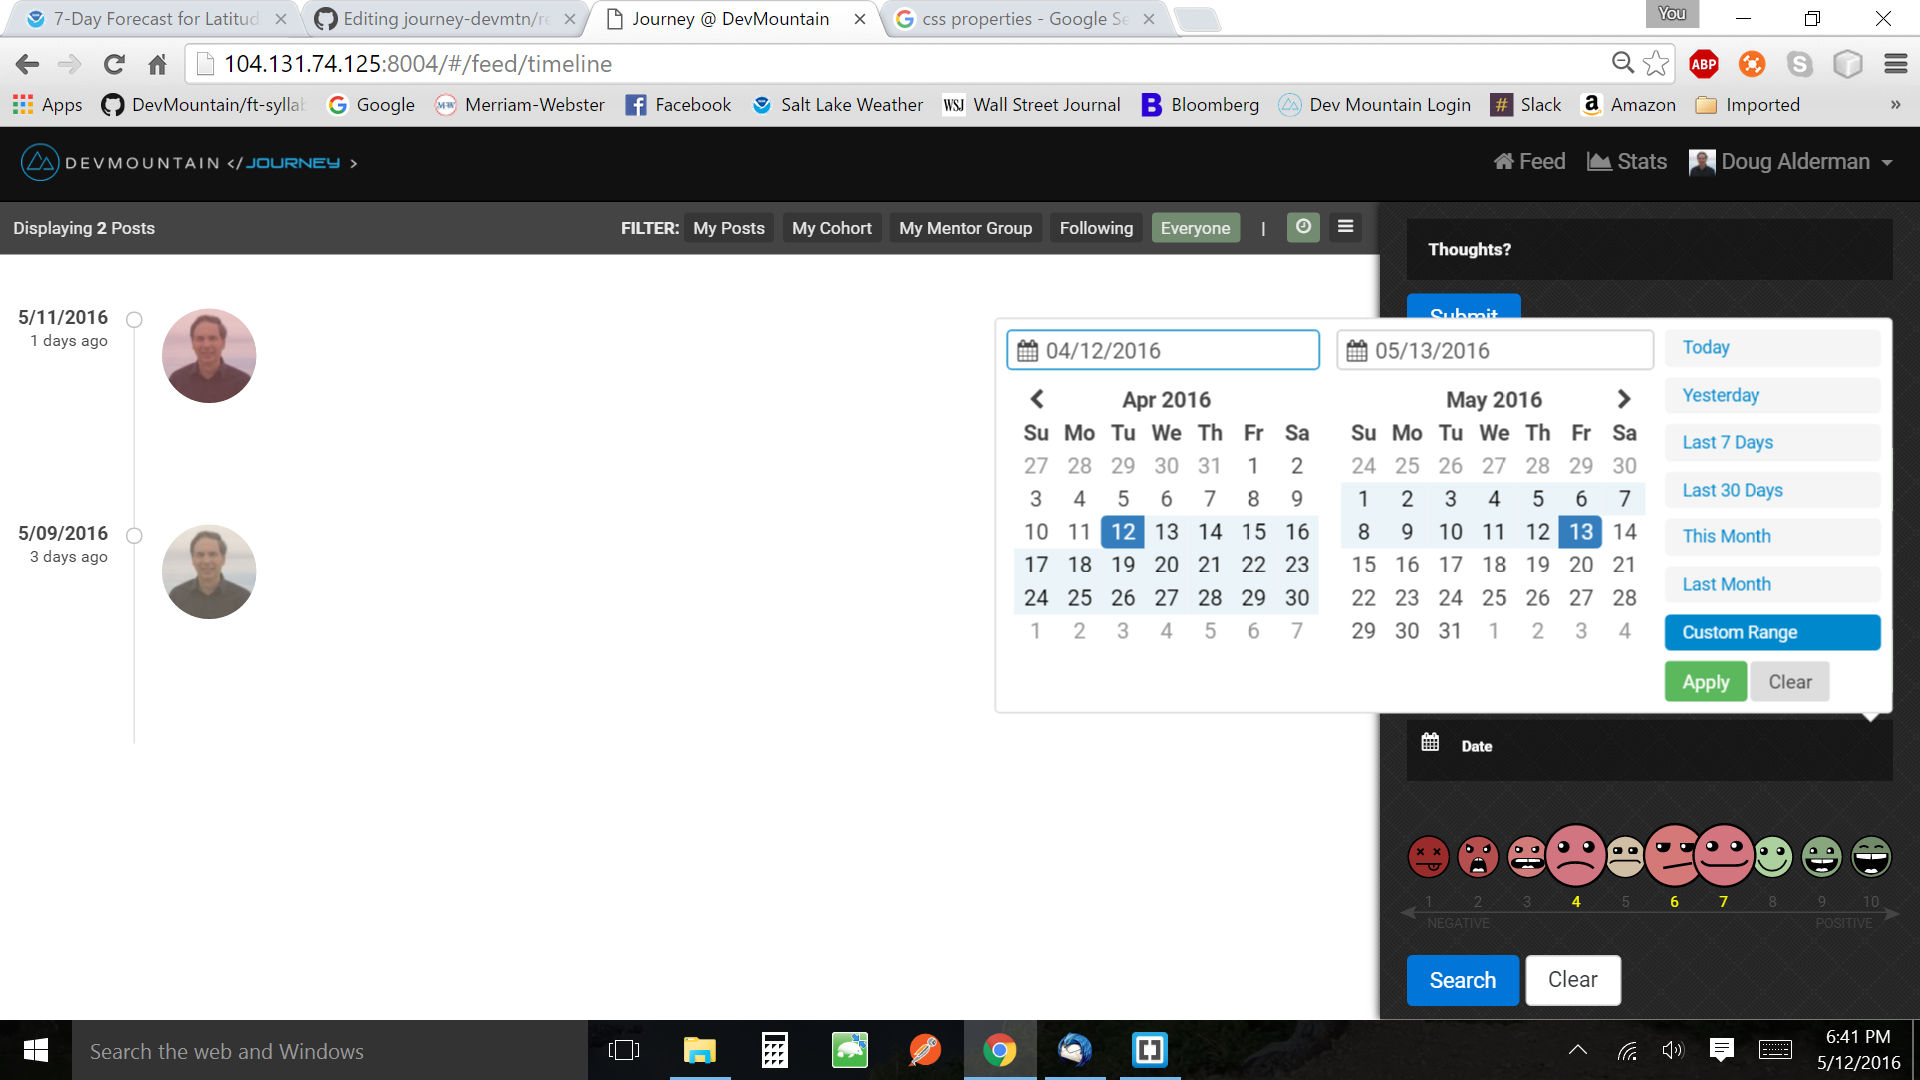 7-Day Forecast for Latitud
Editing journey-devmtn/re
Journey @ DevMountain
css properties - Google Se
You
104.131.74.125:8004/#/feed/timeline
ABP
Apps
DevMountain/ft-syllab
Google
Merriam-Webster
Facebook
Salt Lake Weather
WSJ Wall Street Journal
Bloomberg
Dev Mountain Login
# Slack
Amazon
Imported
»
DEVMOUNTAIN </JOURNEY >
Feed
Stats
Doug Alderman
Displaying 2 Posts
FILTER: My Posts My Cohort My Mentor Group Following Everyone |
Thoughts?
Submit
5/11/2016
1 days ago
5/09/2016
3 days ago
04/12/2016
05/13/2016
Apr 2016
Su Mo Tu We Th Fr Sa
27 28 29 30 31 1 2
3 4 5 6 7 8 9
10 11 12 13 14 15 16
17 18 19 20 21 22 23
24 25 26 27 28 29 30
1 2 3 4 5 6 7
May 2016
Su Mo Tu We Th Fr Sa
24 25 26 27 28 29 30
1 2 3 4 5 6 7
8 9 10 11 12 13 14
15 16 17 18 19 20 21
22 23 24 25 26 27 28
29 30 31 1 2 3 4
Today
Yesterday
Last 7 Days
Last 30 Days
This Month
Last Month
Custom Range
Apply Clear
Date
1 2 3 4 5 6 7 8 9 10
NEGATIVE POSITIVE
Search Clear
Search the web and Windows
6:41 PM
5/12/2016